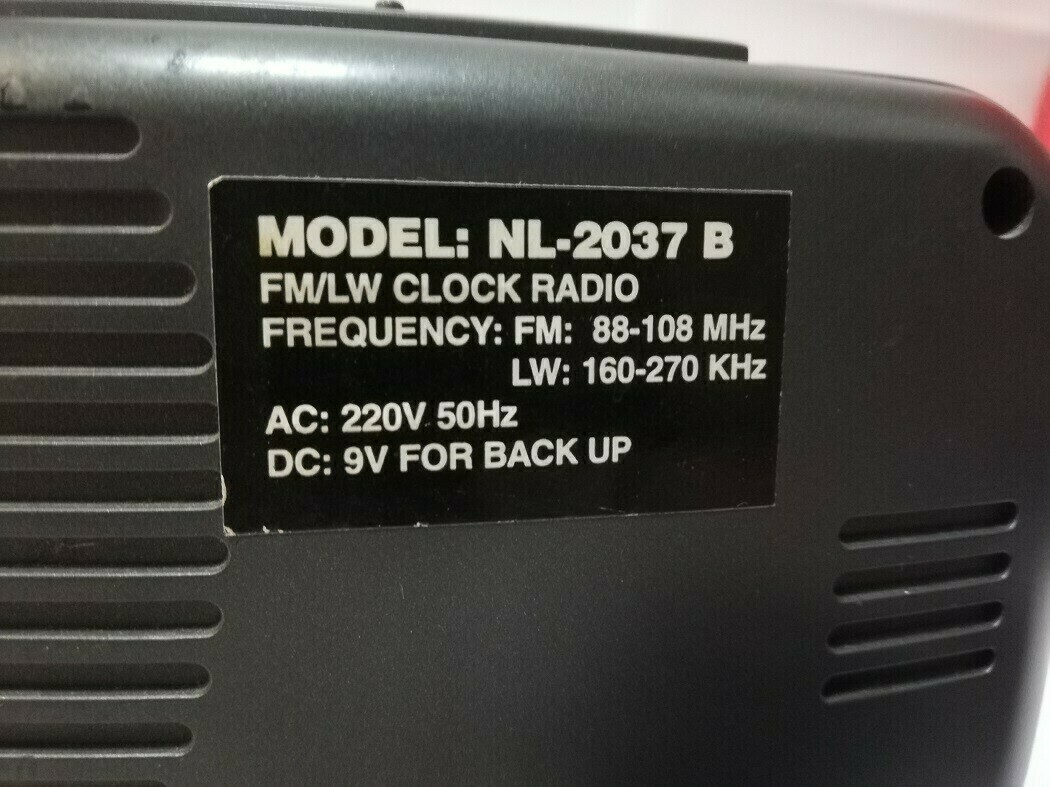 MODEL: NL-2037 B
FM/LW CLOCK RADIO
FREQUENCY: FM: 88-108 MHz
LW: 160-270 KHz
AC: 220V 50Hz
DC: 9V FOR BACK UP